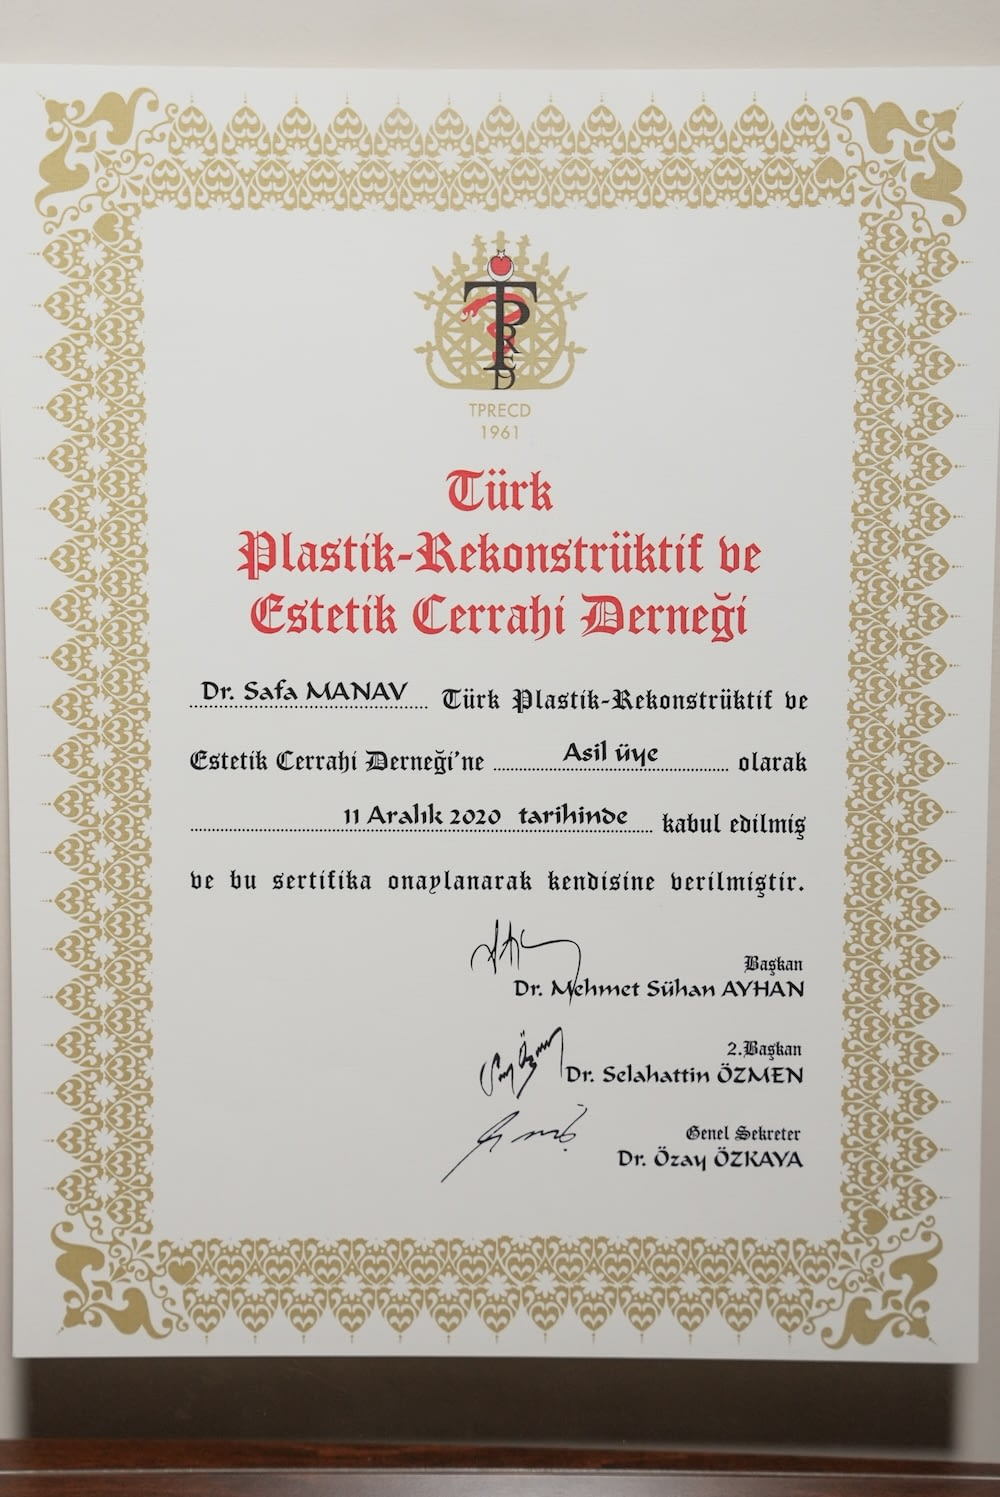 TPRECD
TPRECD
1961
Türk
Plastik-Rekonstrüktif ve
Estetik Cerrahi Derneği
Dr. Safa MANAV Türk Plastik-Rekonstrüktif ve
Estetik Cerrahi Derneği'ne Asil üye olarak
11 Aralık 2020 tarihinde kabul edilmiş
ve bu sertifika onaylanarak kendisine verilmiştir.
Başkan
Dr. Mehmet Sühan AYHAN
2.Başkan
Dr. Selahattin ÖZMEN
Genel Sekreter
Dr. Özay ÖZKAYA